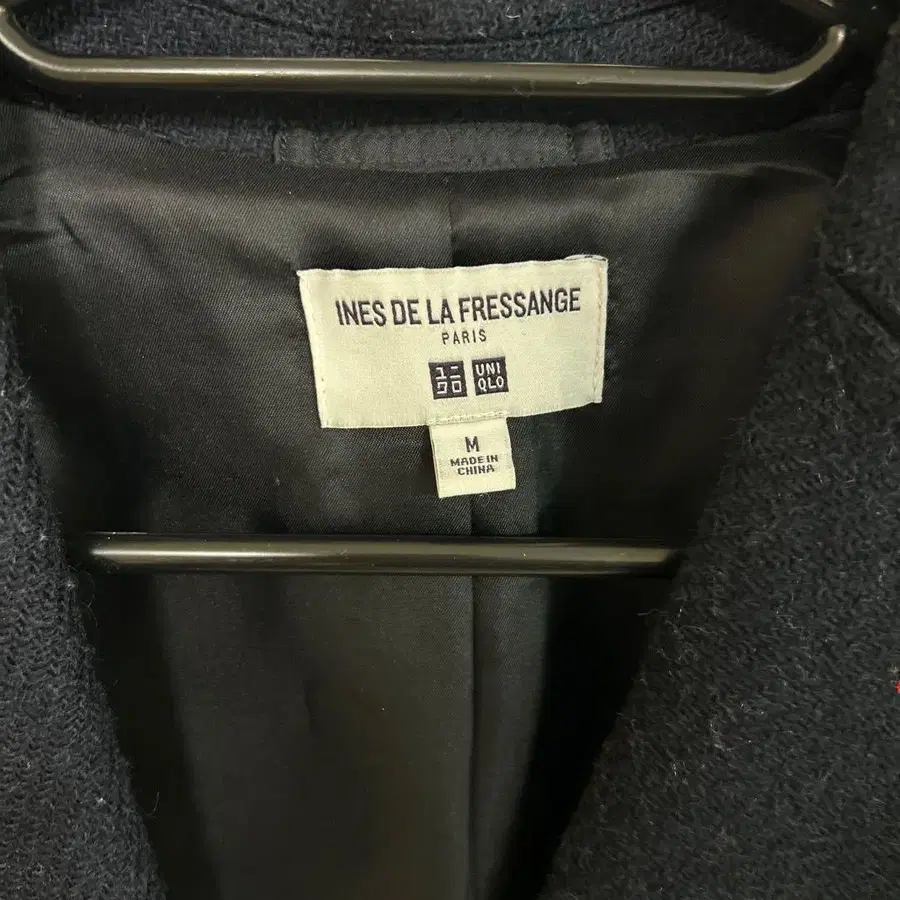 INES DE LA FRESSANGE
PARIS
ユニ
クロ
UNI
QLO
M
MADE IN
CHINA